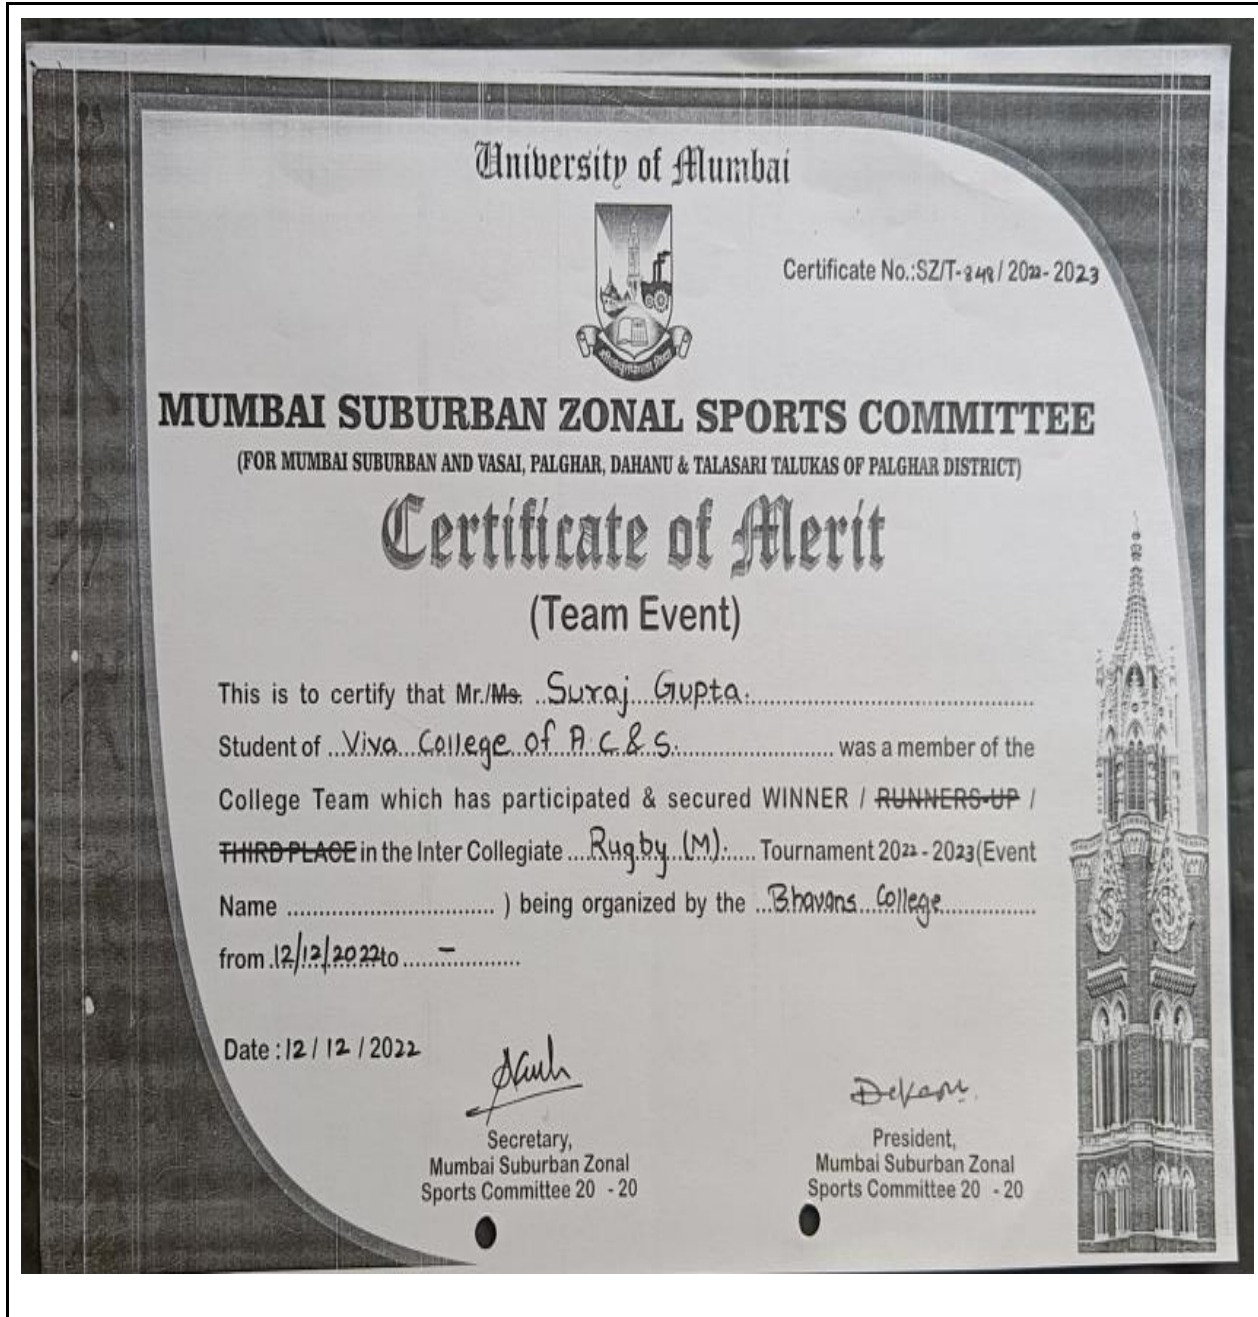 University of Mumbai
Certificate No.:SZ/T-848/2022-2023
MUMBAI SUBURBAN ZONAL SPORTS COMMITTEE
(FOR MUMBAI SUBURBAN AND VASAI, PALGHAR, DAHANU & TALASARI TALUKAS OF PALGHAR DISTRICT)
Certificate of Merit
(Team Event)
This is to certify that Mr./Ms. ..Suraj Gupta.
Student of ..Viva College of A.C.& S. was a member of the
College Team which has participated & secured WINNER / RUNNERS-UP /
THIRD PLACE in the Inter Collegiate ....Rugby (M)..... Tournament 2022 - 2023(Event
Name ................................ ) being organized by the ...Bhavans College...............
from .12/12/2022 to ......–............
Date : 12 / 12 / 2022
Secretary,
Mumbai Suburban Zonal
Sports Committee 20 - 20
President,
Mumbai Suburban Zonal
Sports Committee 20 - 20